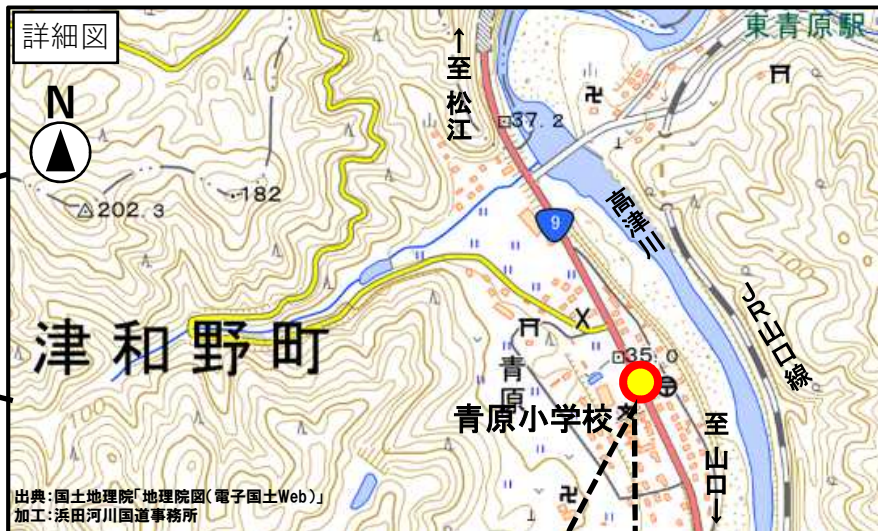 詳細図
N
←至 松江
東青原駅
37.2
182
202.3
9
高津川
JR山口線
100
津和野町
35.0
青原
青原小学校
至 山口→
100
出典:国土地理院「地理院図(電子国土Web)」
加工:浜田河川国道事務所